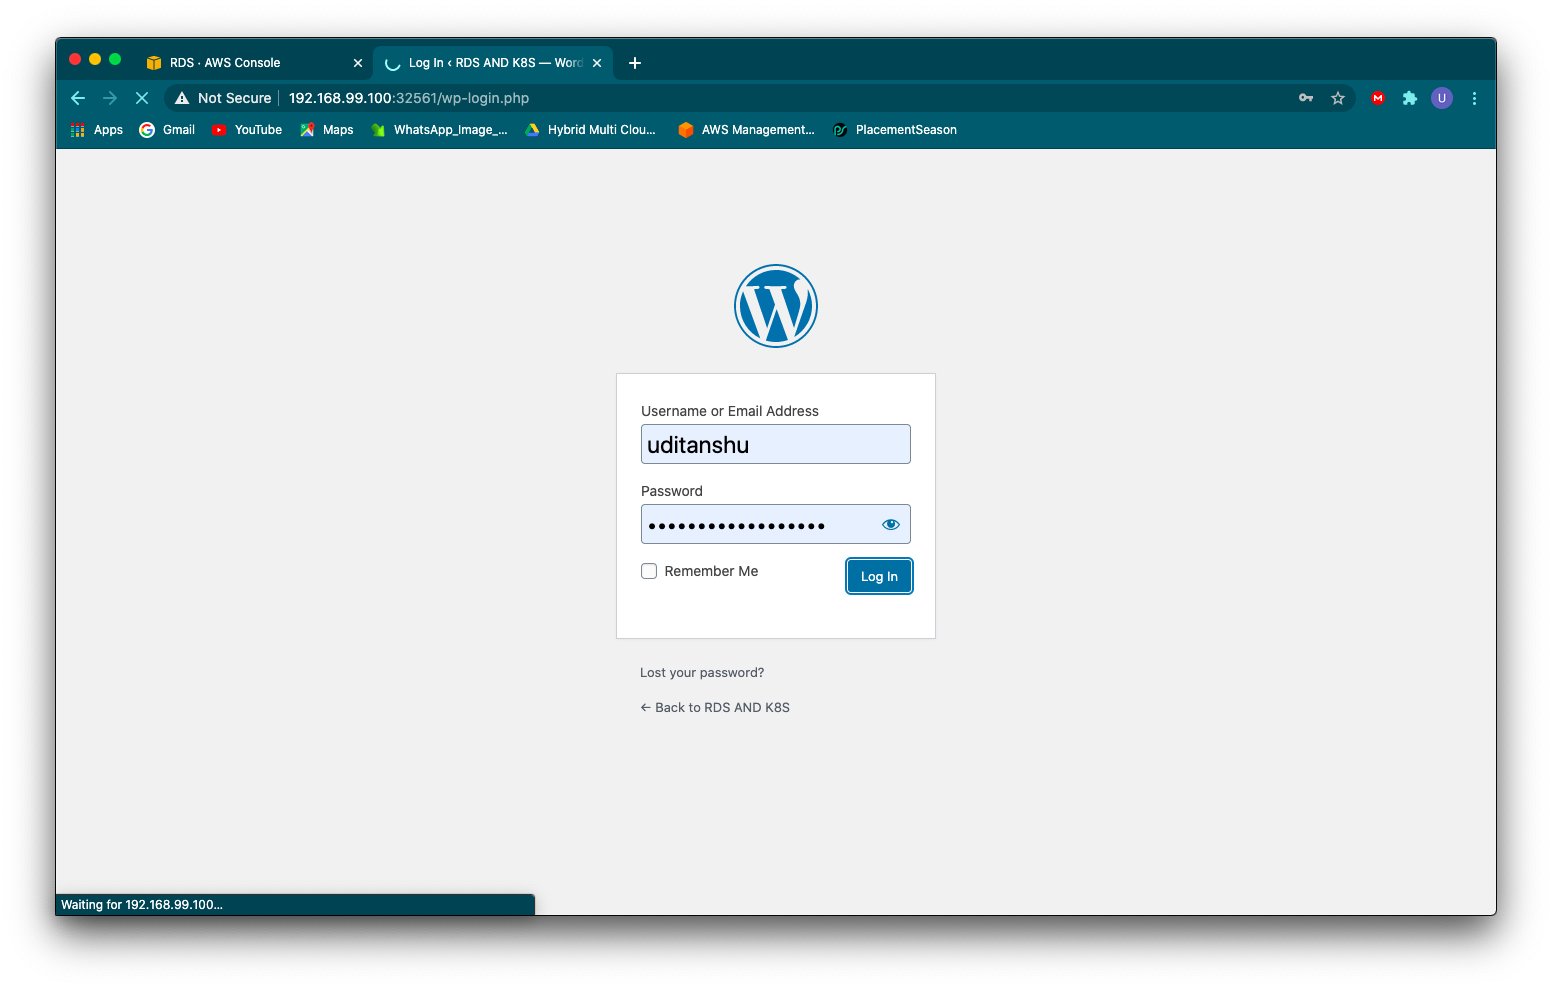 RDS · AWS Console
Log In ‹ RDS AND K8S — Word
Not Secure
192.168.99.100:32561/wp-login.php
U
Apps
Gmail
YouTube
Maps
WhatsApp_Image_...
Hybrid Multi Clou...
AWS Management...
PlacementSeason
Username or Email Address
uditanshu
Password
••••••••••••••••••
Remember Me
Log In
Lost your password?
← Back to RDS AND K8S
Waiting for 192.168.99.100...